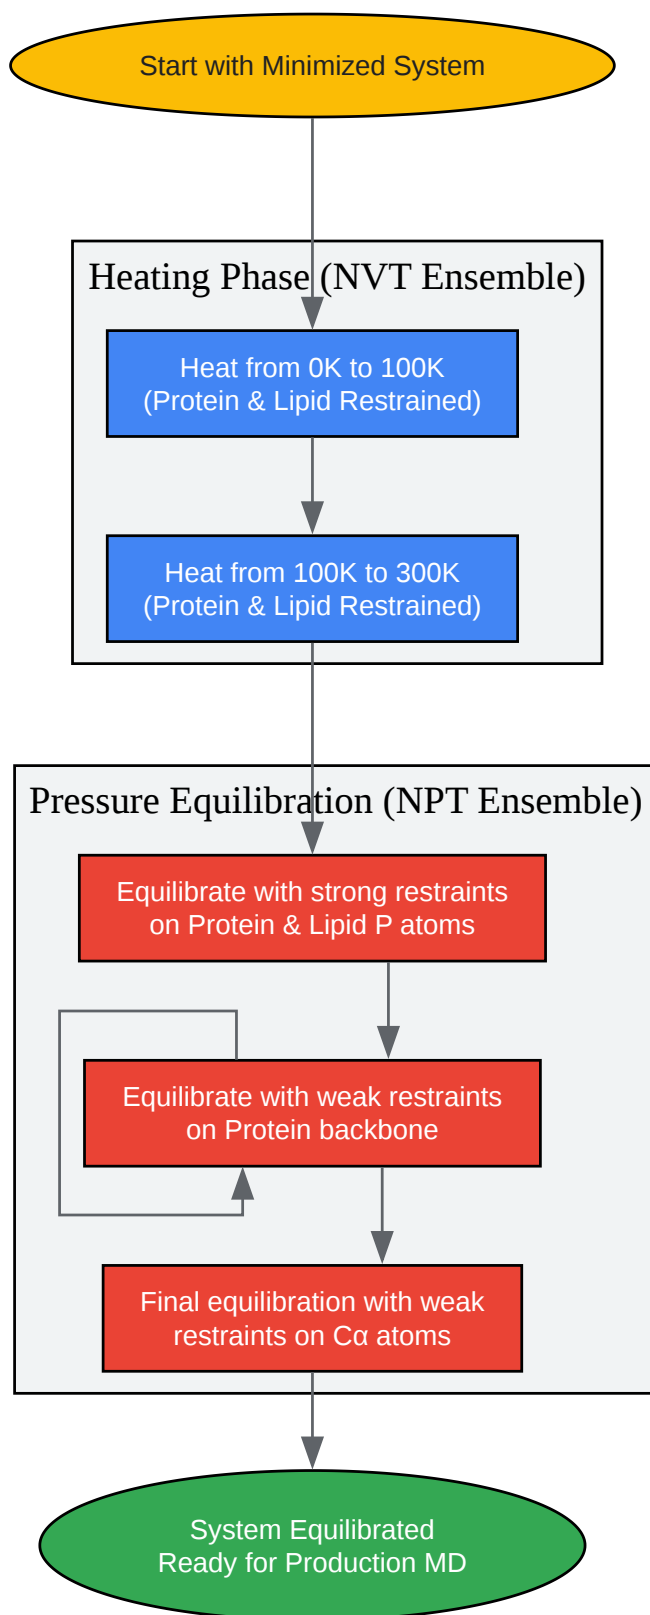 Start with Minimized System
Heating Phase (NVT Ensemble)
Heat from 0K to 100K
(Protein & Lipid Restrained)
Heat from 100K to 300K
(Protein & Lipid Restrained)
Pressure Equilibration (NPT Ensemble)
Equilibrate with strong restraints
on Protein & Lipid P atoms
Equilibrate with weak restraints
on Protein backbone
Final equilibration with weak
restraints on Cα atoms
System Equilibrated
Ready for Production MD